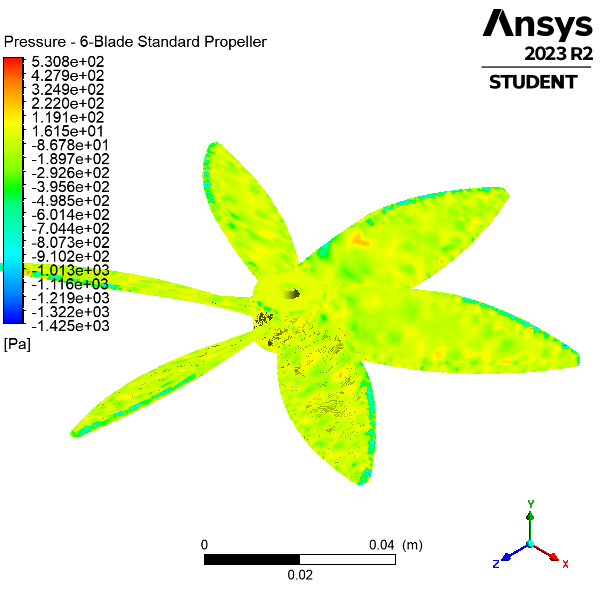 Ansys
2023 R2
STUDENT
Pressure - 6-Blade Standard Propeller
5.308e+02
4.279e+02
3.249e+02
2.220e+02
1.191e+02
1.615e+01
-8.678e+01
-1.897e+02
-2.926e+02
-3.956e+02
-4.985e+02
-6.014e+02
-7.044e+02
-8.073e+02
-9.102e+02
-1.013e+03
-1.116e+03
-1.219e+03
-1.322e+03
-1.425e+03
[Pa]
0 0.04 (m)
0.02
Y
Z X